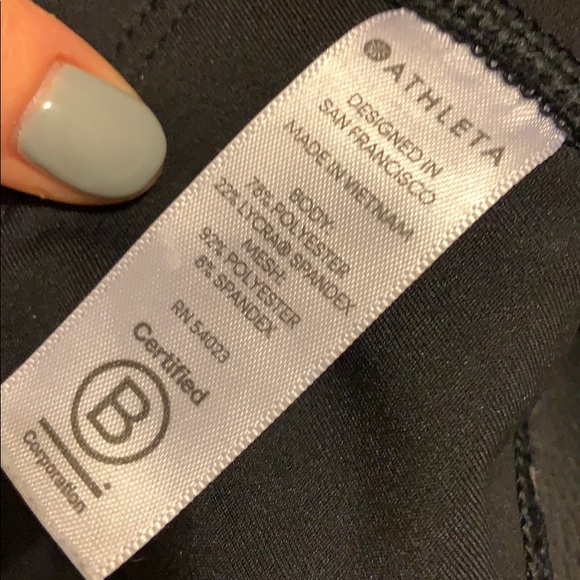 ATHLETA
DESIGNED IN
SAN FRANCISCO
MADE IN VIETNAM
BODY:
78% POLYESTER
22% LYCRA® SPANDEX
MESH:
92% POLYESTER
8% SPANDEX
RN 54023
Certified
B
Corporation